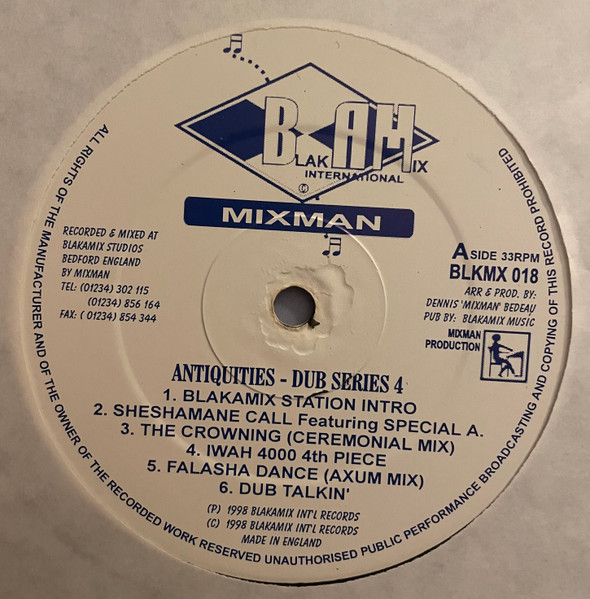 BLAK AMIX
INTERNATIONAL
MIXMAN
RECORDED & MIXED AT
BLAKAMIX STUDIOS
BEDFORD ENGLAND
BY MIXMAN
TEL: (01234) 302 115
(01234) 856 164
FAX: ( 01234) 854 344
A SIDE 33RPM
BLKMX 018
ARR & PROD. BY:
DENNIS 'MIXMAN' BEDEAU
PUB BY: BLAKAMIX MUSIC
MIXMAN
PRODUCTION
ANTIQUITIES - DUB SERIES 4
1. BLAKAMIX STATION INTRO
2. SHESHAMANE CALL Featuring SPECIAL A.
3. THE CROWNING (CEREMONIAL MIX)
4. IWAH 4000 4th PIECE
5. FALASHA DANCE (AXUM MIX)
6. DUB TALKIN'
(P) 1998 BLAKAMIX INT'L RECORDS
(C) 1998 BLAKAMIX INT'L RECORDS
MADE IN ENGLAND
ALL RIGHTS OF THE MANUFACTURER AND OF THE OWNER OF THE RECORDED WORK RESERVED UNAUTHORISED PUBLIC PERFORMANCE BROADCASTING AND COPYING OF THIS RECORD PROHIBITED